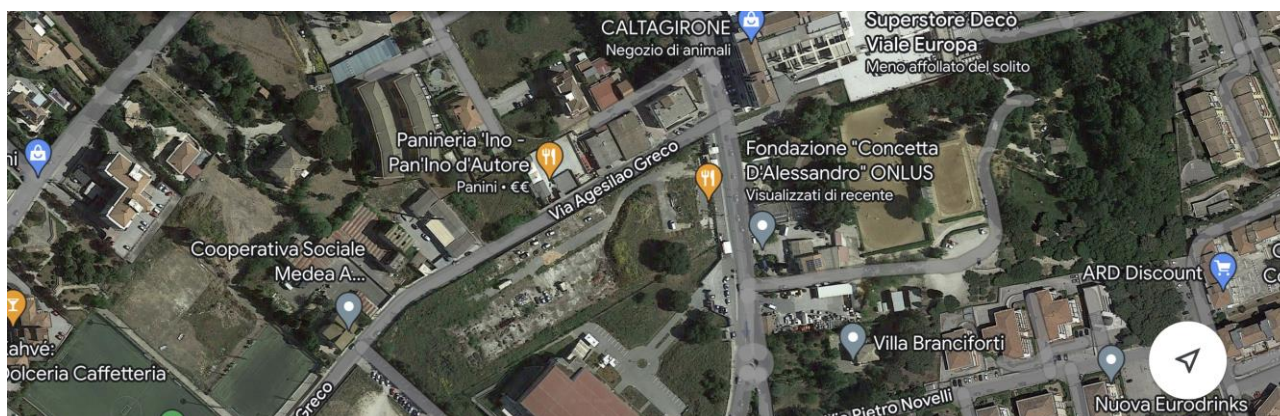 CALTAGIRONE
Negozio di animali
Superstore Decò
Viale Europa
Meno affollato del solito
Panineria 'Ino -
Pan'Ino d'Autore
Panini • €€
Via Agesilao Greco
Fondazione "Concetta
D'Alessandro" ONLUS
Visualizzati di recente
Cooperativa Sociale
Medea A...
ARD Discount
Villa Branciforti
Dolceria Caffetteria
Greco
Pietro Novelli
Nuova Eurodrinks